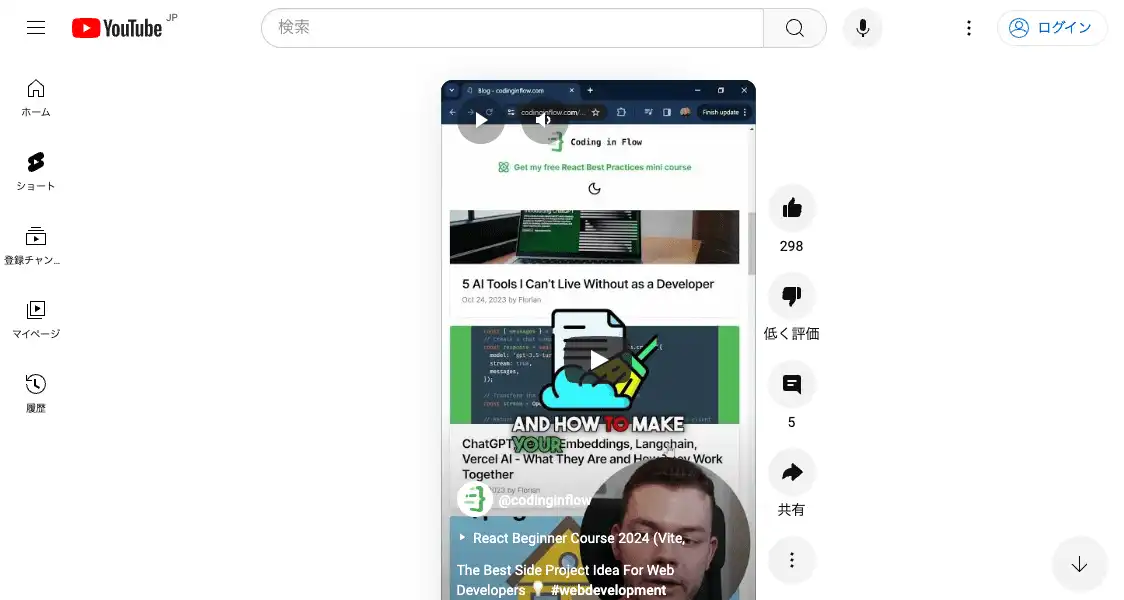 YouTube JP
検索
ログイン
ホーム
ショート
登録チャン...
マイページ
履歴
Blog - codinginflow.com
codinginflow.com/...
Finish update
Coding in Flow
Get my free React Best Practices mini course
5 AI Tools I Can't Live Without as a Developer
Oct 24, 2023 by Florian
AND HOW TO MAKE
YOUR
ChatGPT, Embeddings, Langchain,
Vercel AI - What They Are and How They Work
Together
2023 by Florian
@codinginflow
React Beginner Course 2024 (Vite,
The Best Side Project Idea For Web
Developers 💡 #webdevelopment
298
低く評価
5
共有